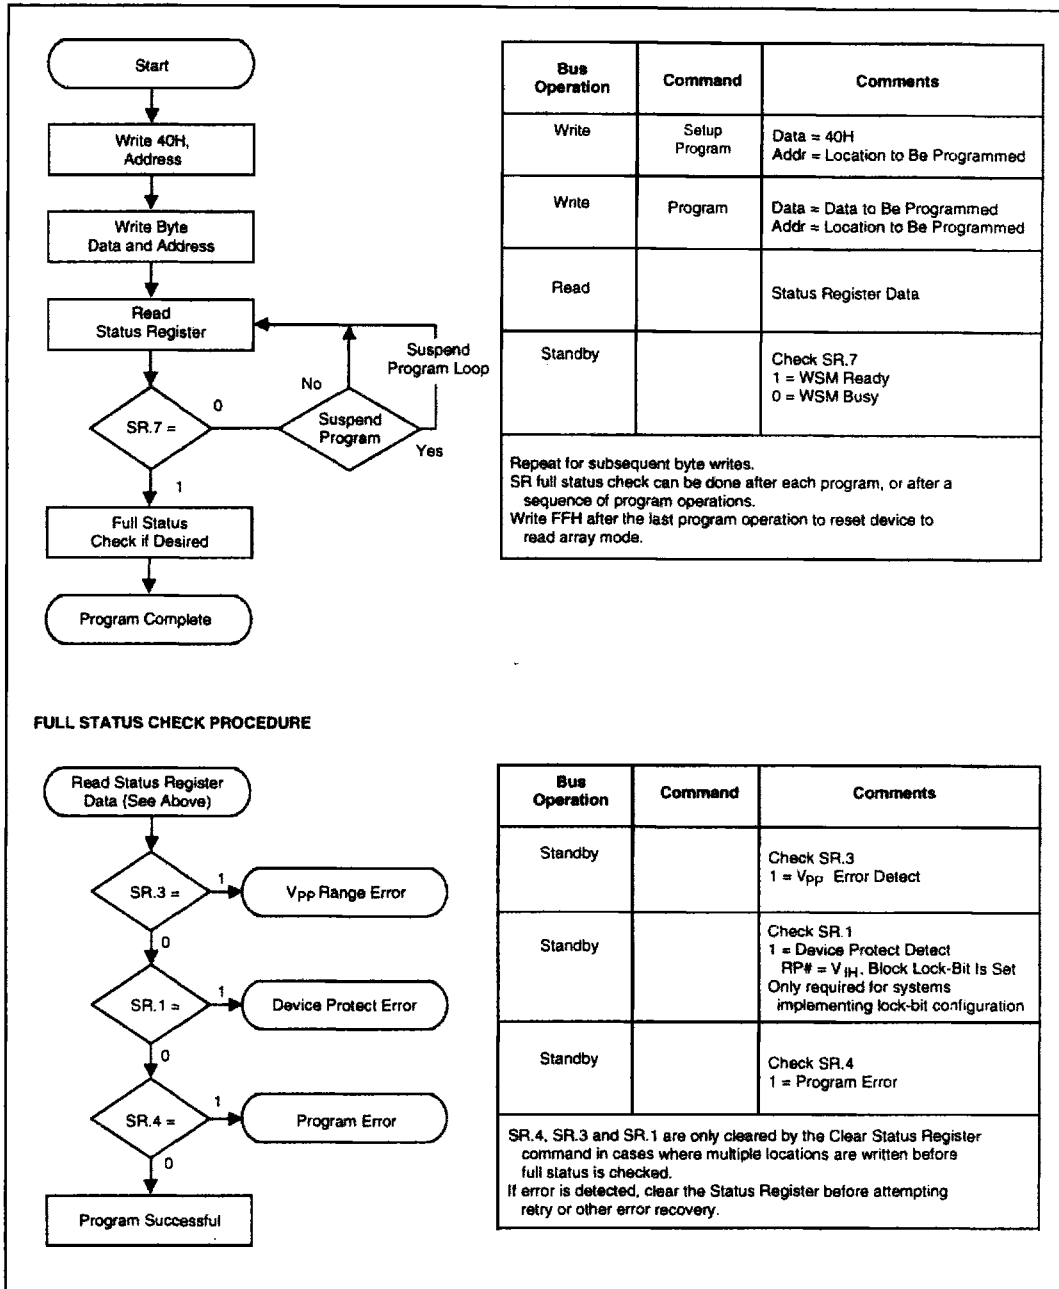 Start
Write 40H,
Address
Write Byte
Data and Address
Read
Status Register
Suspend
Program Loop
No
0
SR.7 =
Suspend
Program
Yes
1
Full Status
Check if Desired
Program Complete
Bus
Operation
Command
Comments
Write
Setup
Program
Data = 40H
Addr = Location to Be Programmed
Write
Program
Data = Data to Be Programmed
Addr = Location to Be Programmed
Read
Status Register Data
Standby
Check SR.7
1 = WSM Ready
0 = WSM Busy
Repeat for subsequent byte writes.
SR full status check can be done after each program, or after a
sequence of program operations.
Write FFH after the last program operation to reset device to
read array mode.
FULL STATUS CHECK PROCEDURE
Read Status Register
Data (See Above)
SR.3 =
1
VPP Range Error
0
SR.1 =
1
Device Protect Error
0
SR.4 =
1
Program Error
0
Program Successful
Bus
Operation
Command
Comments
Standby
Check SR.3
1 = VPP Error Detect
Standby
Check SR.1
1 = Device Protect Detect
RP# = VIH, Block Lock-Bit Is Set
Only required for systems
implementing lock-bit configuration
Standby
Check SR.4
1 = Program Error
SR.4, SR.3 and SR.1 are only cleared by the Clear Status Register
command in cases where multiple locations are written before
full status is checked.
If error is detected, clear the Status Register before attempting
retry or other error recovery.